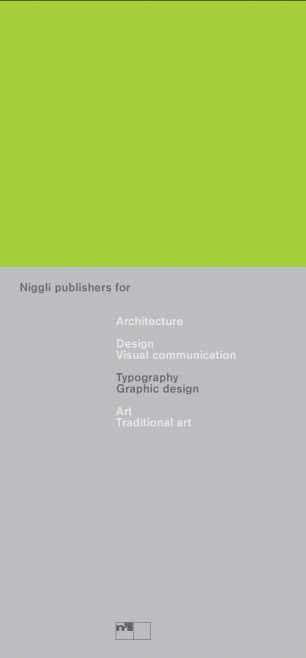 Niggli publishers for
Architecture
Design
Visual communication
Typography
Graphic design
Art
Traditional art